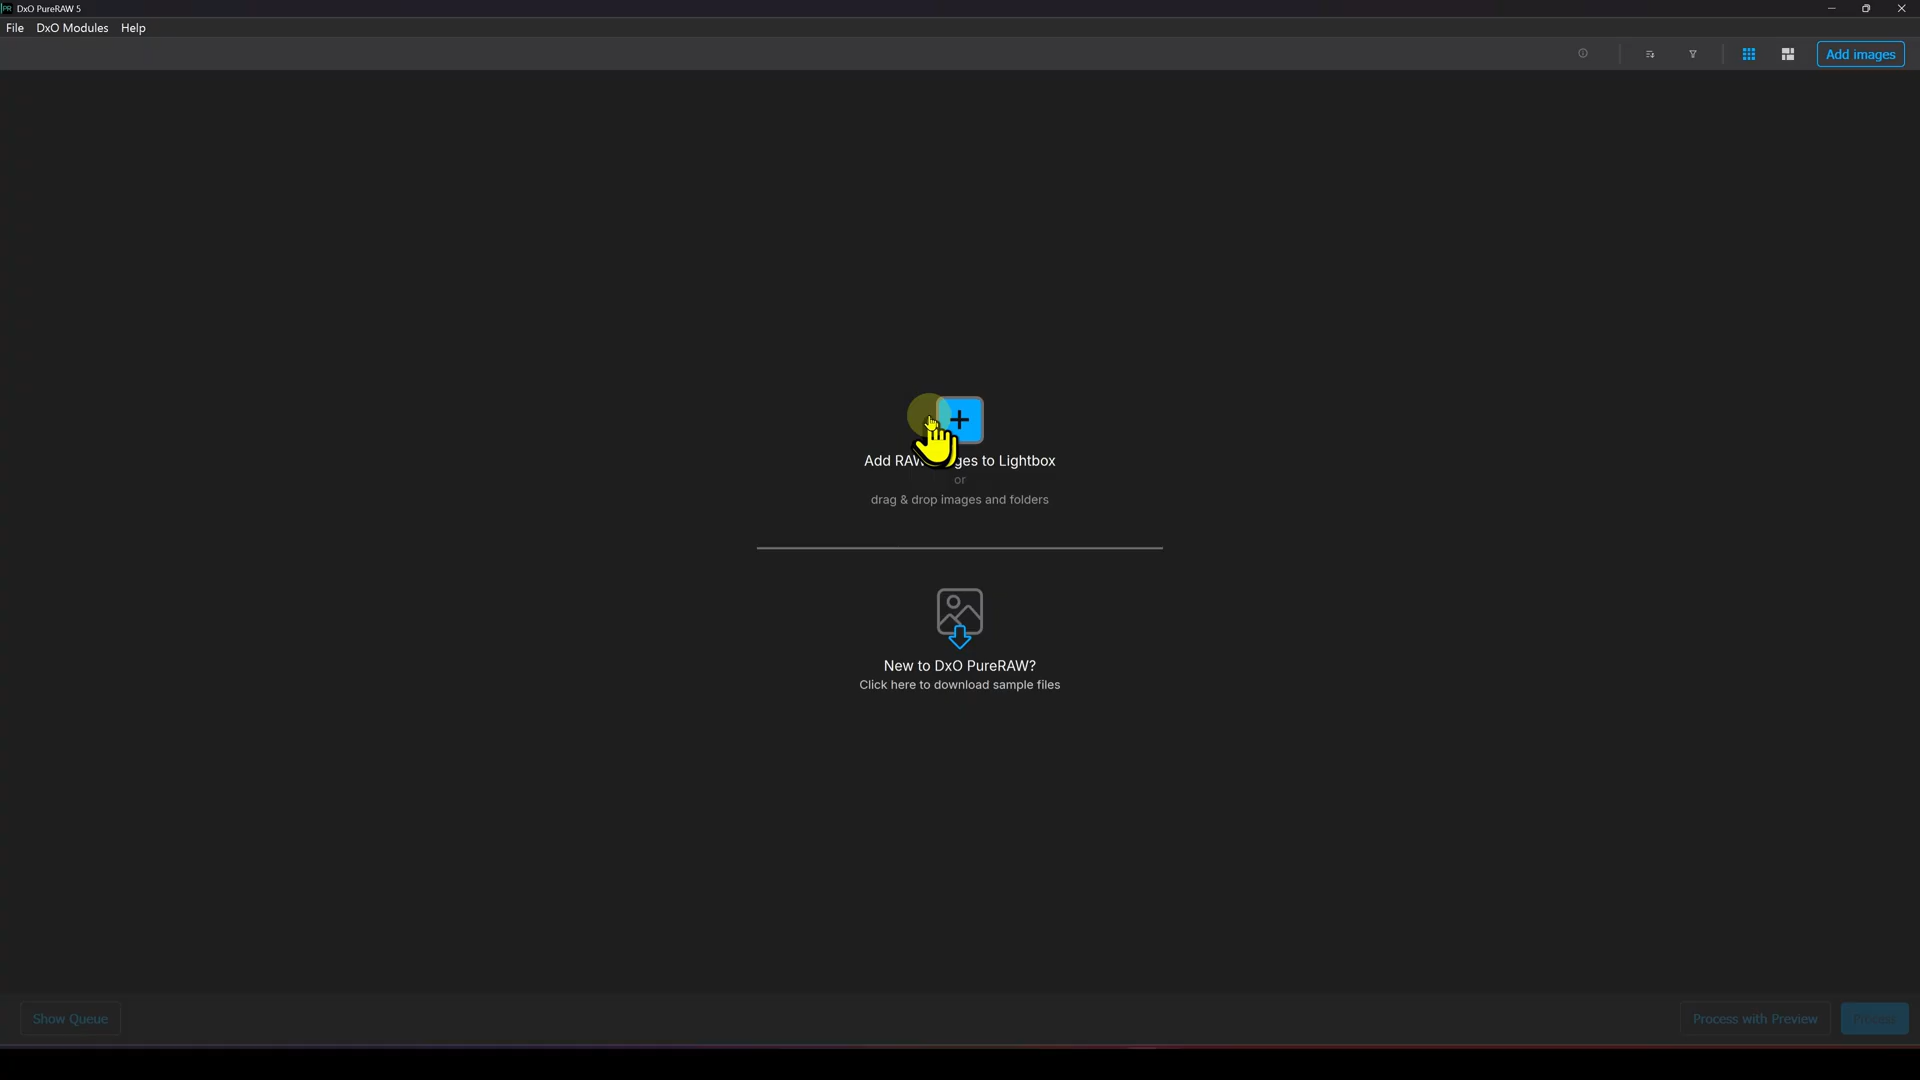 DxO PureRAW 5
File DxO Modules Help
Add images
Add RAW ges to Lightbox
or
drag & drop images and folders
New to DxO PureRAW?
Click here to download sample files
Show Queue
Process with Preview
Process